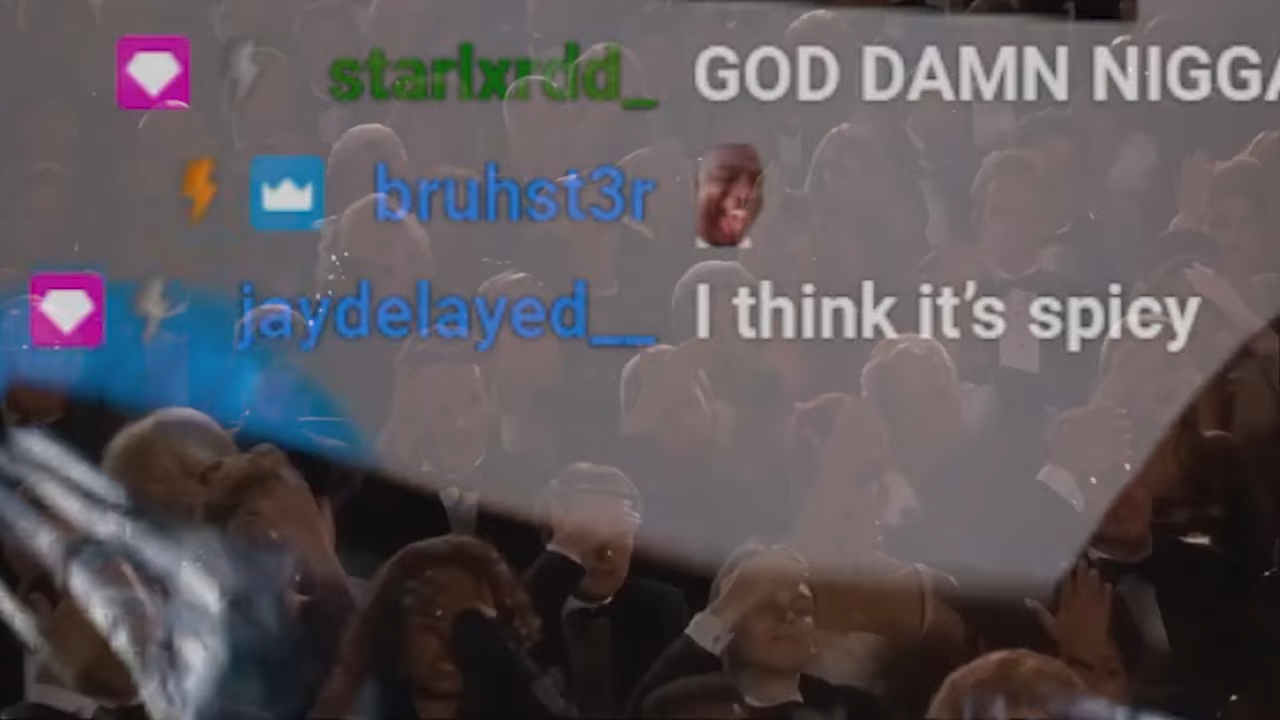 starlxrdd_ GOD DAMN NIGGA
bruhst3r
jaydelayed__ I think it's spicy